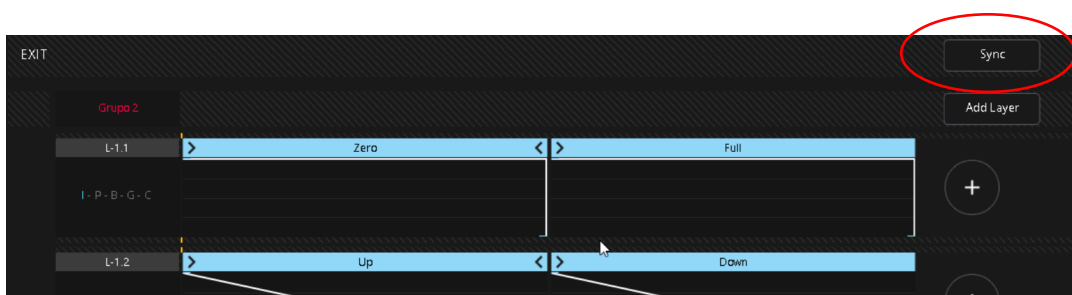 EXIT Sync
Grupo 2 Add Layer
L-1.1 Zero Full
I - P - B - G - C
L-1.2 Up Down